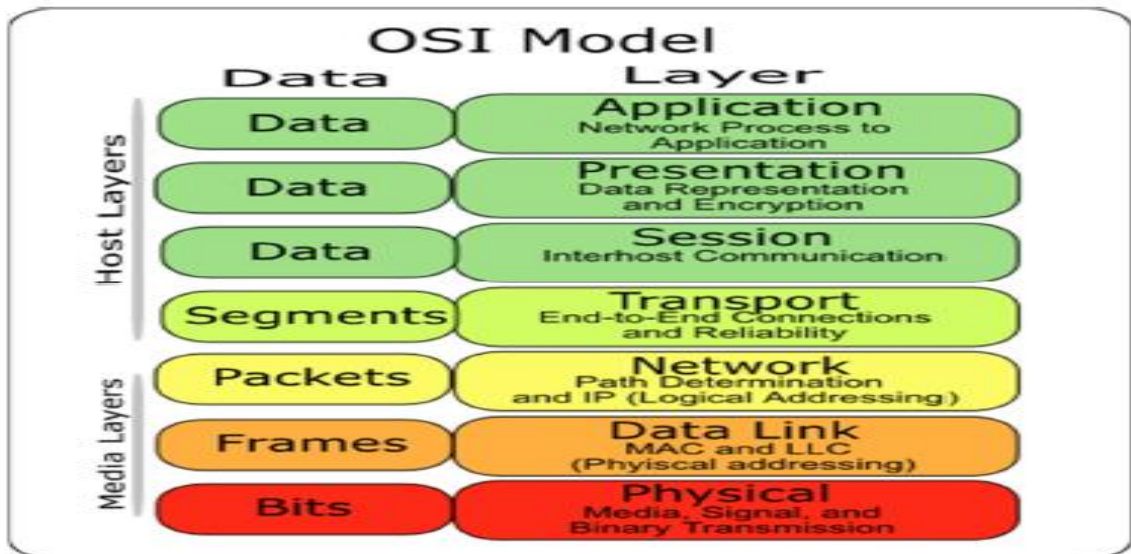 OSI Model
Data Layer
Host Layers
Data
Application
Network Process to
Application
Data
Presentation
Data Representation
and Encryption
Data
Session
Interhost Communication
Segments
Transport
End-to-End Connections
and Reliability
Media Layers
Packets
Network
Path Determination
and IP (Logical Addressing)
Frames
Data Link
MAC and LLC
(Phyiscal addressing)
Bits
Physical
Media, Signal, and
Binary Transmission